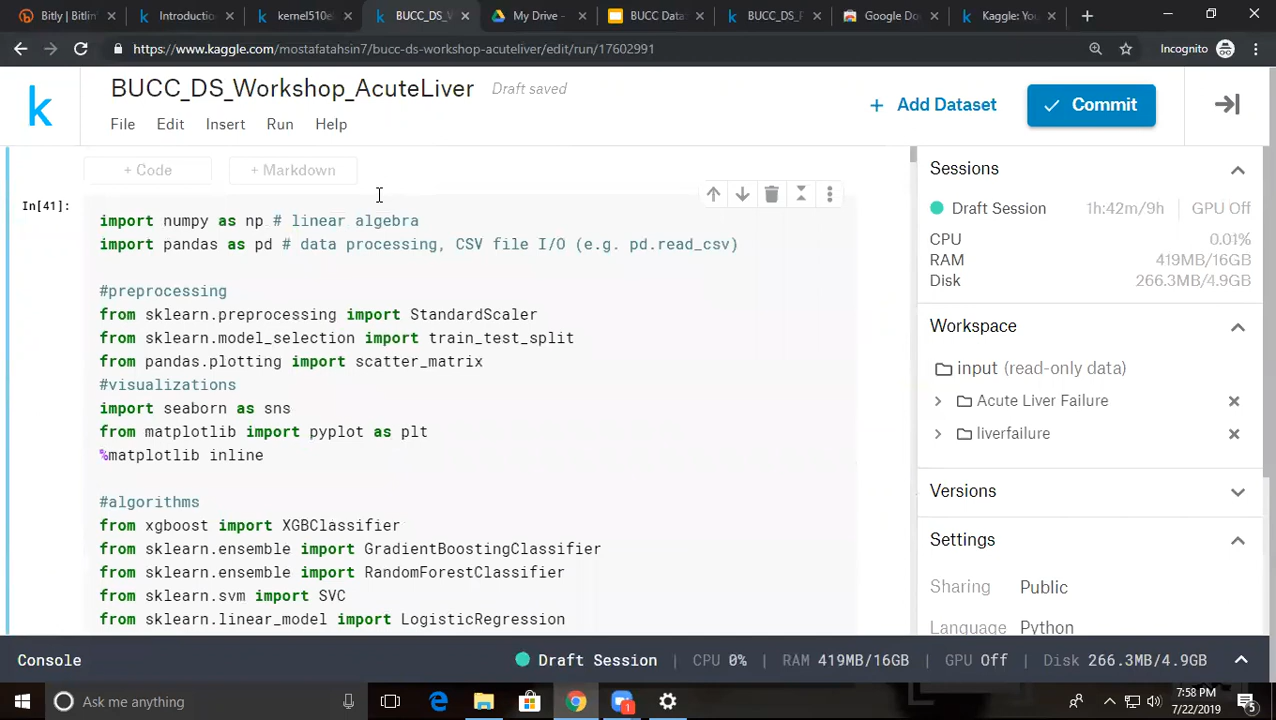 Bitly | Bitlin
Introduction
kernel510e
BUCC_DS_W
My Drive -
BUCC Data
BUCC_DS_F
Google Do
Kaggle: You
https://www.kaggle.com/mostafatahsin7/bucc-ds-workshop-acuteliver/edit/run/17602991
Incognito
k
BUCC_DS_Workshop_AcuteLiver
Draft saved
+ Add Dataset
Commit
File Edit Insert Run Help
+ Code
+ Markdown
In[41]:
import numpy as np # linear algebra
import pandas as pd # data processing, CSV file I/O (e.g. pd.read_csv)
#preprocessing
from sklearn.preprocessing import StandardScaler
from sklearn.model_selection import train_test_split
from pandas.plotting import scatter_matrix
#visualizations
import seaborn as sns
from matplotlib import pyplot as plt
%matplotlib inline
#algorithms
from xgboost import XGBClassifier
from sklearn.ensemble import GradientBoostingClassifier
from sklearn.ensemble import RandomForestClassifier
from sklearn.svm import SVC
from sklearn.linear_model import LogisticRegression
Sessions
Draft Session 1h:42m/9h GPU Off
CPU 0.01%
RAM 419MB/16GB
Disk 266.3MB/4.9GB
Workspace
input (read-only data)
Acute Liver Failure
liverfailure
Versions
Settings
Sharing Public
Language Python
Console
Draft Session | CPU 0% | RAM 419MB/16GB | GPU Off | Disk 266.3MB/4.9GB
Ask me anything
7:58 PM
7/22/2019
1
5